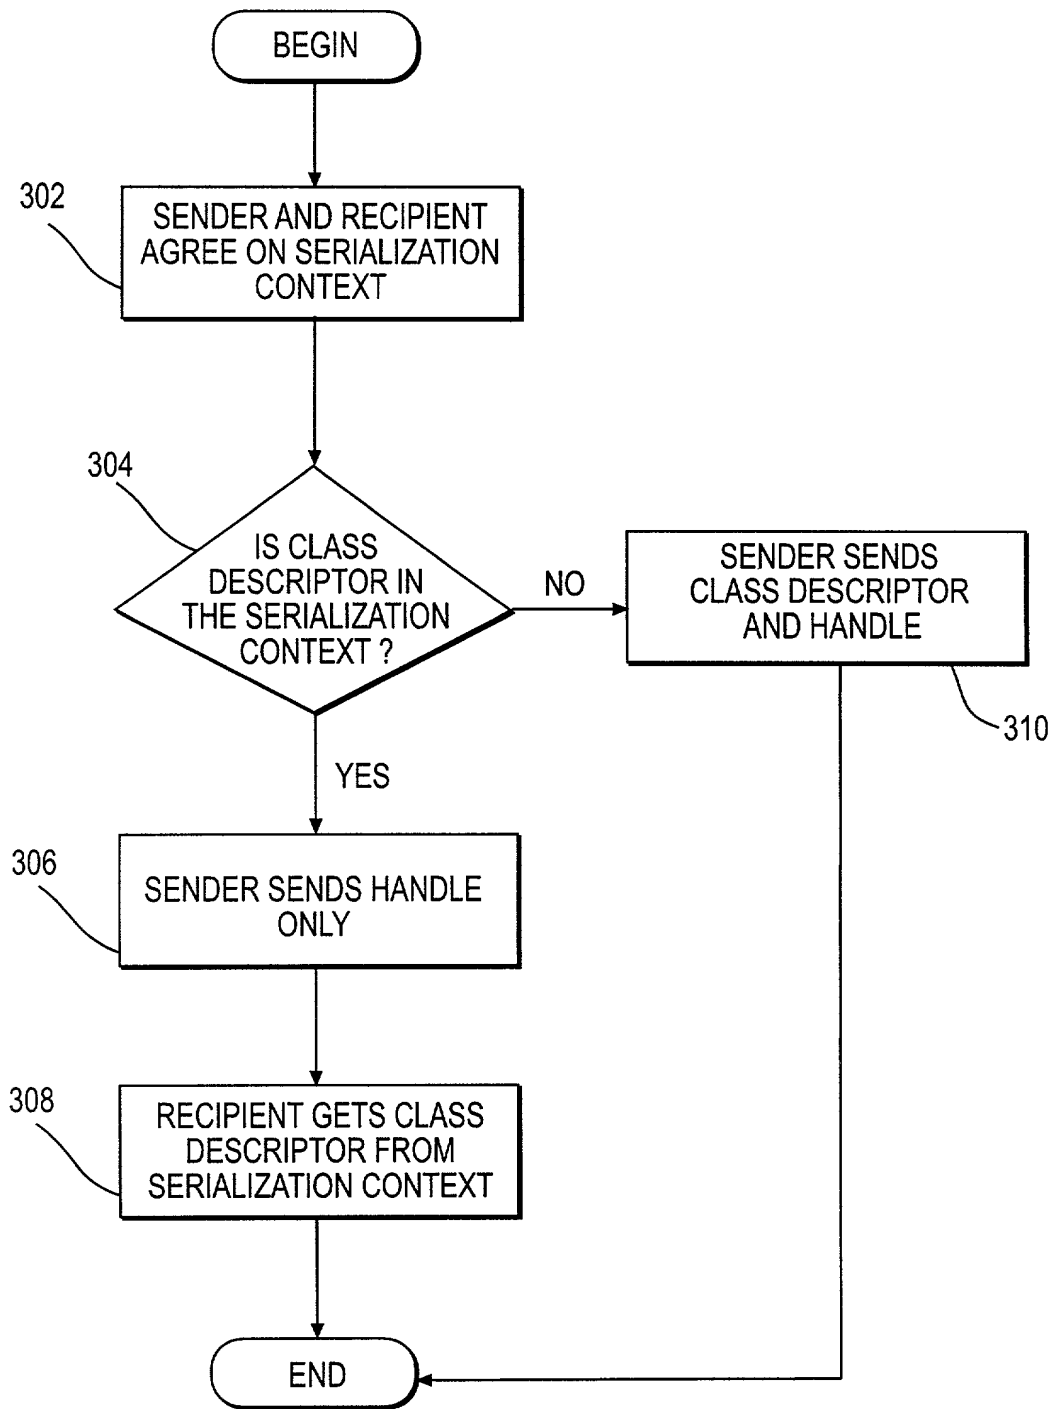 BEGIN
302
SENDER AND RECIPIENT
AGREE ON SERIALIZATION
CONTEXT
304
IS CLASS
DESCRIPTOR IN
THE SERIALIZATION
CONTEXT ?
NO
SENDER SENDS
CLASS DESCRIPTOR
AND HANDLE
310
YES
306
SENDER SENDS HANDLE
ONLY
308
RECIPIENT GETS CLASS
DESCRIPTOR FROM
SERIALIZATION CONTEXT
END